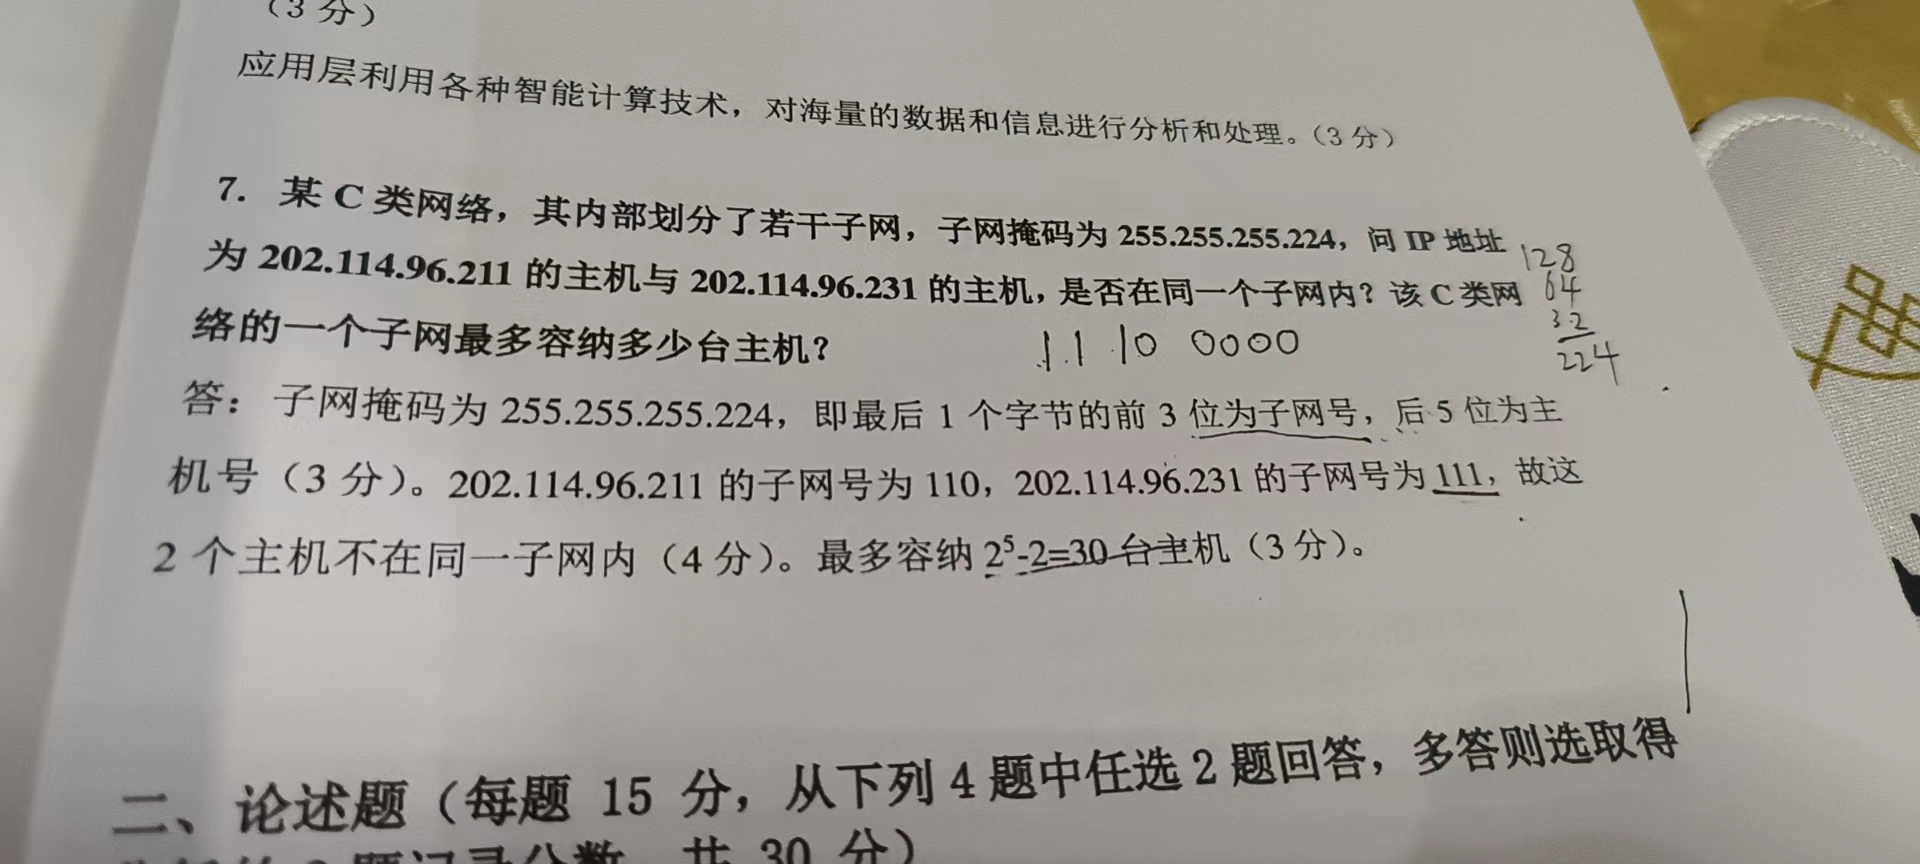 （3 分）
应用层利用各种智能计算技术，对海量的数据和信息进行分析和处理。（3 分）
7. 某 C 类网络，其内部划分了若干子网，子网掩码为 255.255.255.224，问 IP 地址
为 202.114.96.211 的主机与 202.114.96.231 的主机，是否在同一个子网内？该 C 类网
络的一个子网最多容纳多少台主机？
128
64
32
224
1110 0000
答：子网掩码为 255.255.255.224，即最后 1 个字节的前 3 位为子网号，后 5 位为主
机号（3 分）。202.114.96.211 的子网号为 110，202.114.96.231 的子网号为 111，故这
2 个主机不在同一子网内（4 分）。最多容纳 2⁵-2=30 台主机（3 分）。
二、论述题（每题 15 分，从下列 4 题中任选 2 题回答，多答则选取得
分数，共 30 分）